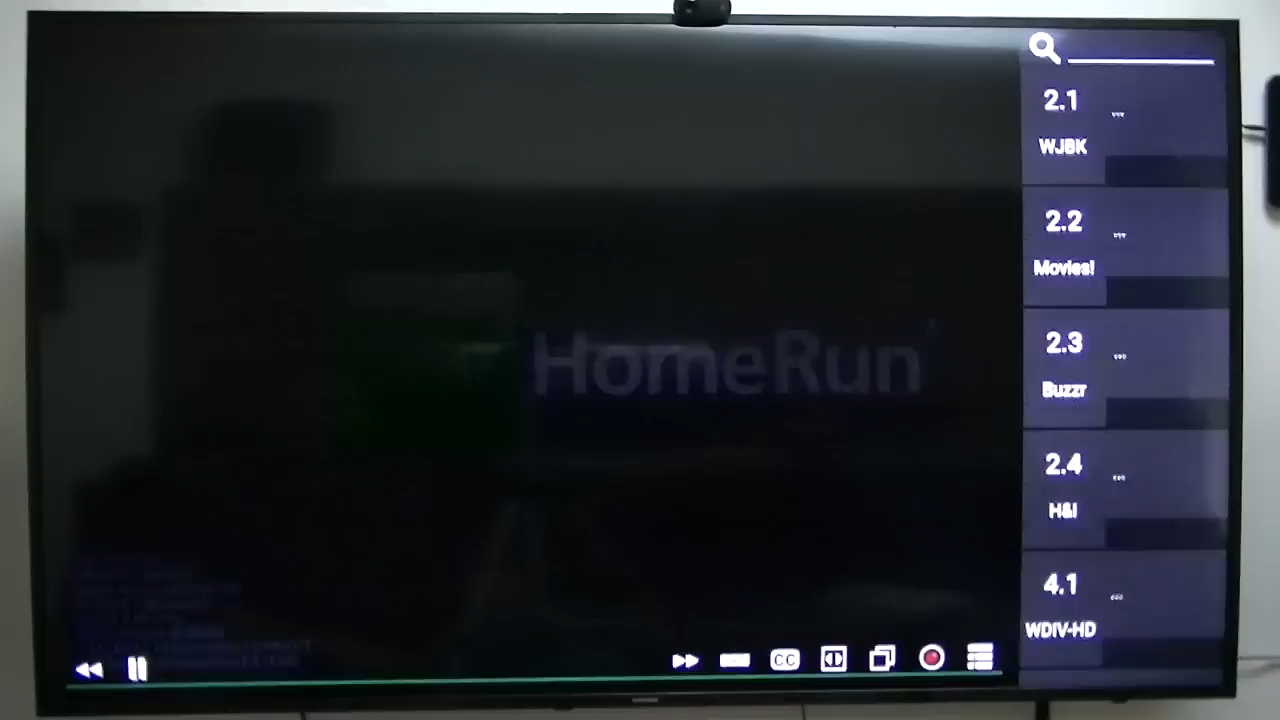 2.1
WJBK
2.2
Movies!
HomeRun
2.3
Buzzr
2.4
H&I
4.1
WDIV-HD
CC